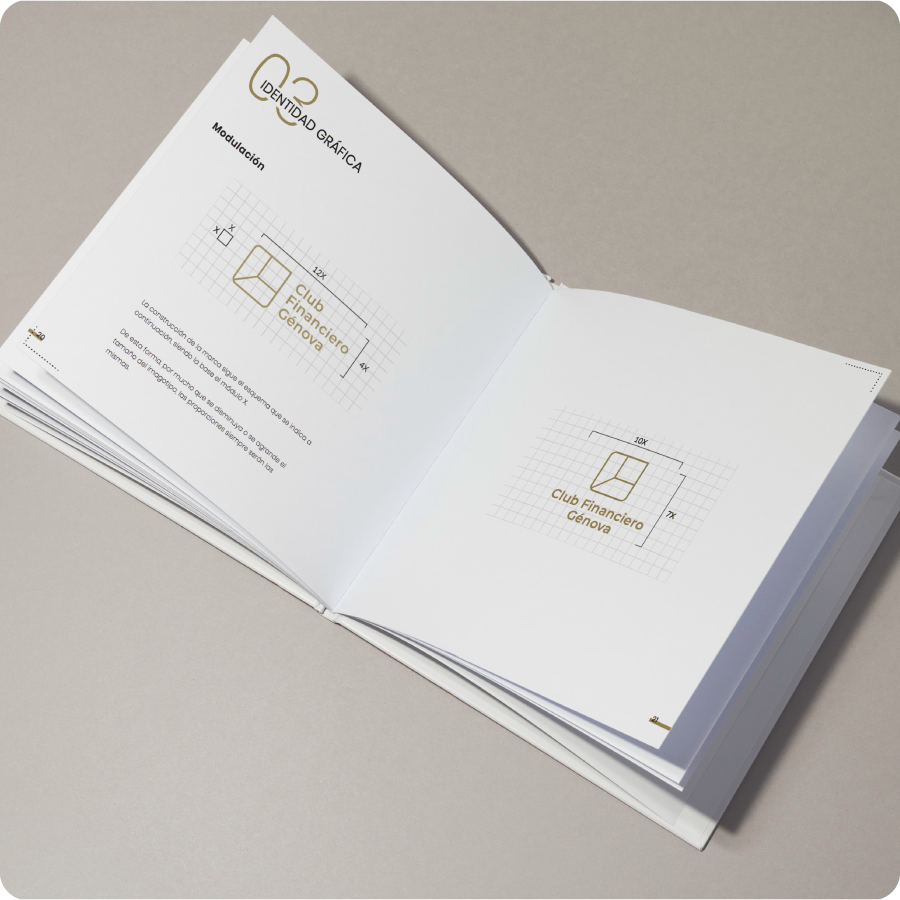 03
IDENTIDAD GRÁFICA
Modulación
X
X
12X
4X
Club
Financiero
Génova
La construcción de la marca sigue el esquema que se indica a
continuación, siendo la base el módulo X.
De esta forma, por mucho que se disminuya o se agrande el
tamaño del imagotipo, las proporciones siempre serán las
mismas.
20
10X
7X
Club Financiero
Génova
21